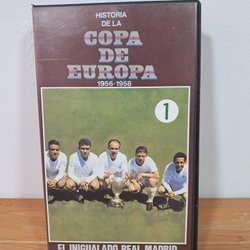 HISTORIA
DE LA
COPA
DE
EUROPA
1956-1958
1
EL INIGUALADO REAL MADRID